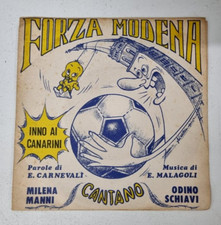 FORZA MODENA
INNO AI
CANARINI
Parole di
E. CARNEVALI
Musica di
E. MALAGOLI
CANTANO
MILENA
MANNI
ODINO
SCHIAVI